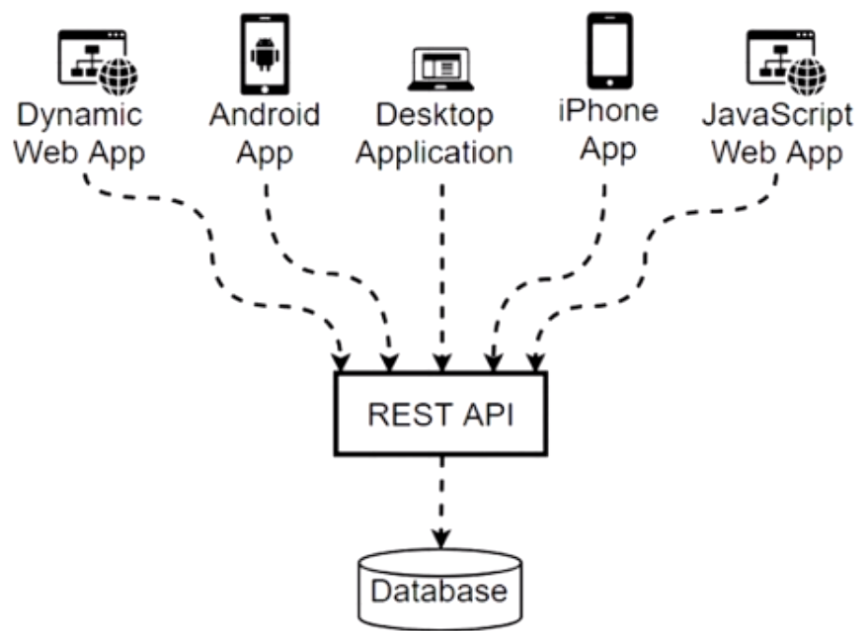 Dynamic
Web App
Android
App
Desktop
Application
iPhone
App
JavaScript
Web App
REST API
Database